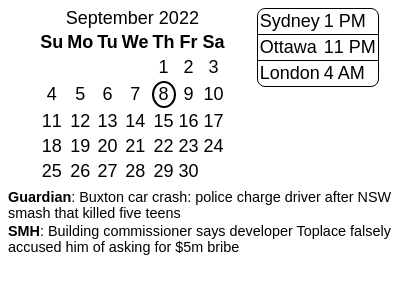 September 2022
Su Mo Tu We Th Fr Sa
1 2 3
4 5 6 7 8 9 10
11 12 13 14 15 16 17
18 19 20 21 22 23 24
25 26 27 28 29 30
Sydney 1 PM
Ottawa 11 PM
London 4 AM
Guardian: Buxton car crash: police charge driver after NSW
smash that killed five teens
SMH: Building commissioner says developer Toplace falsely
accused him of asking for $5m bribe